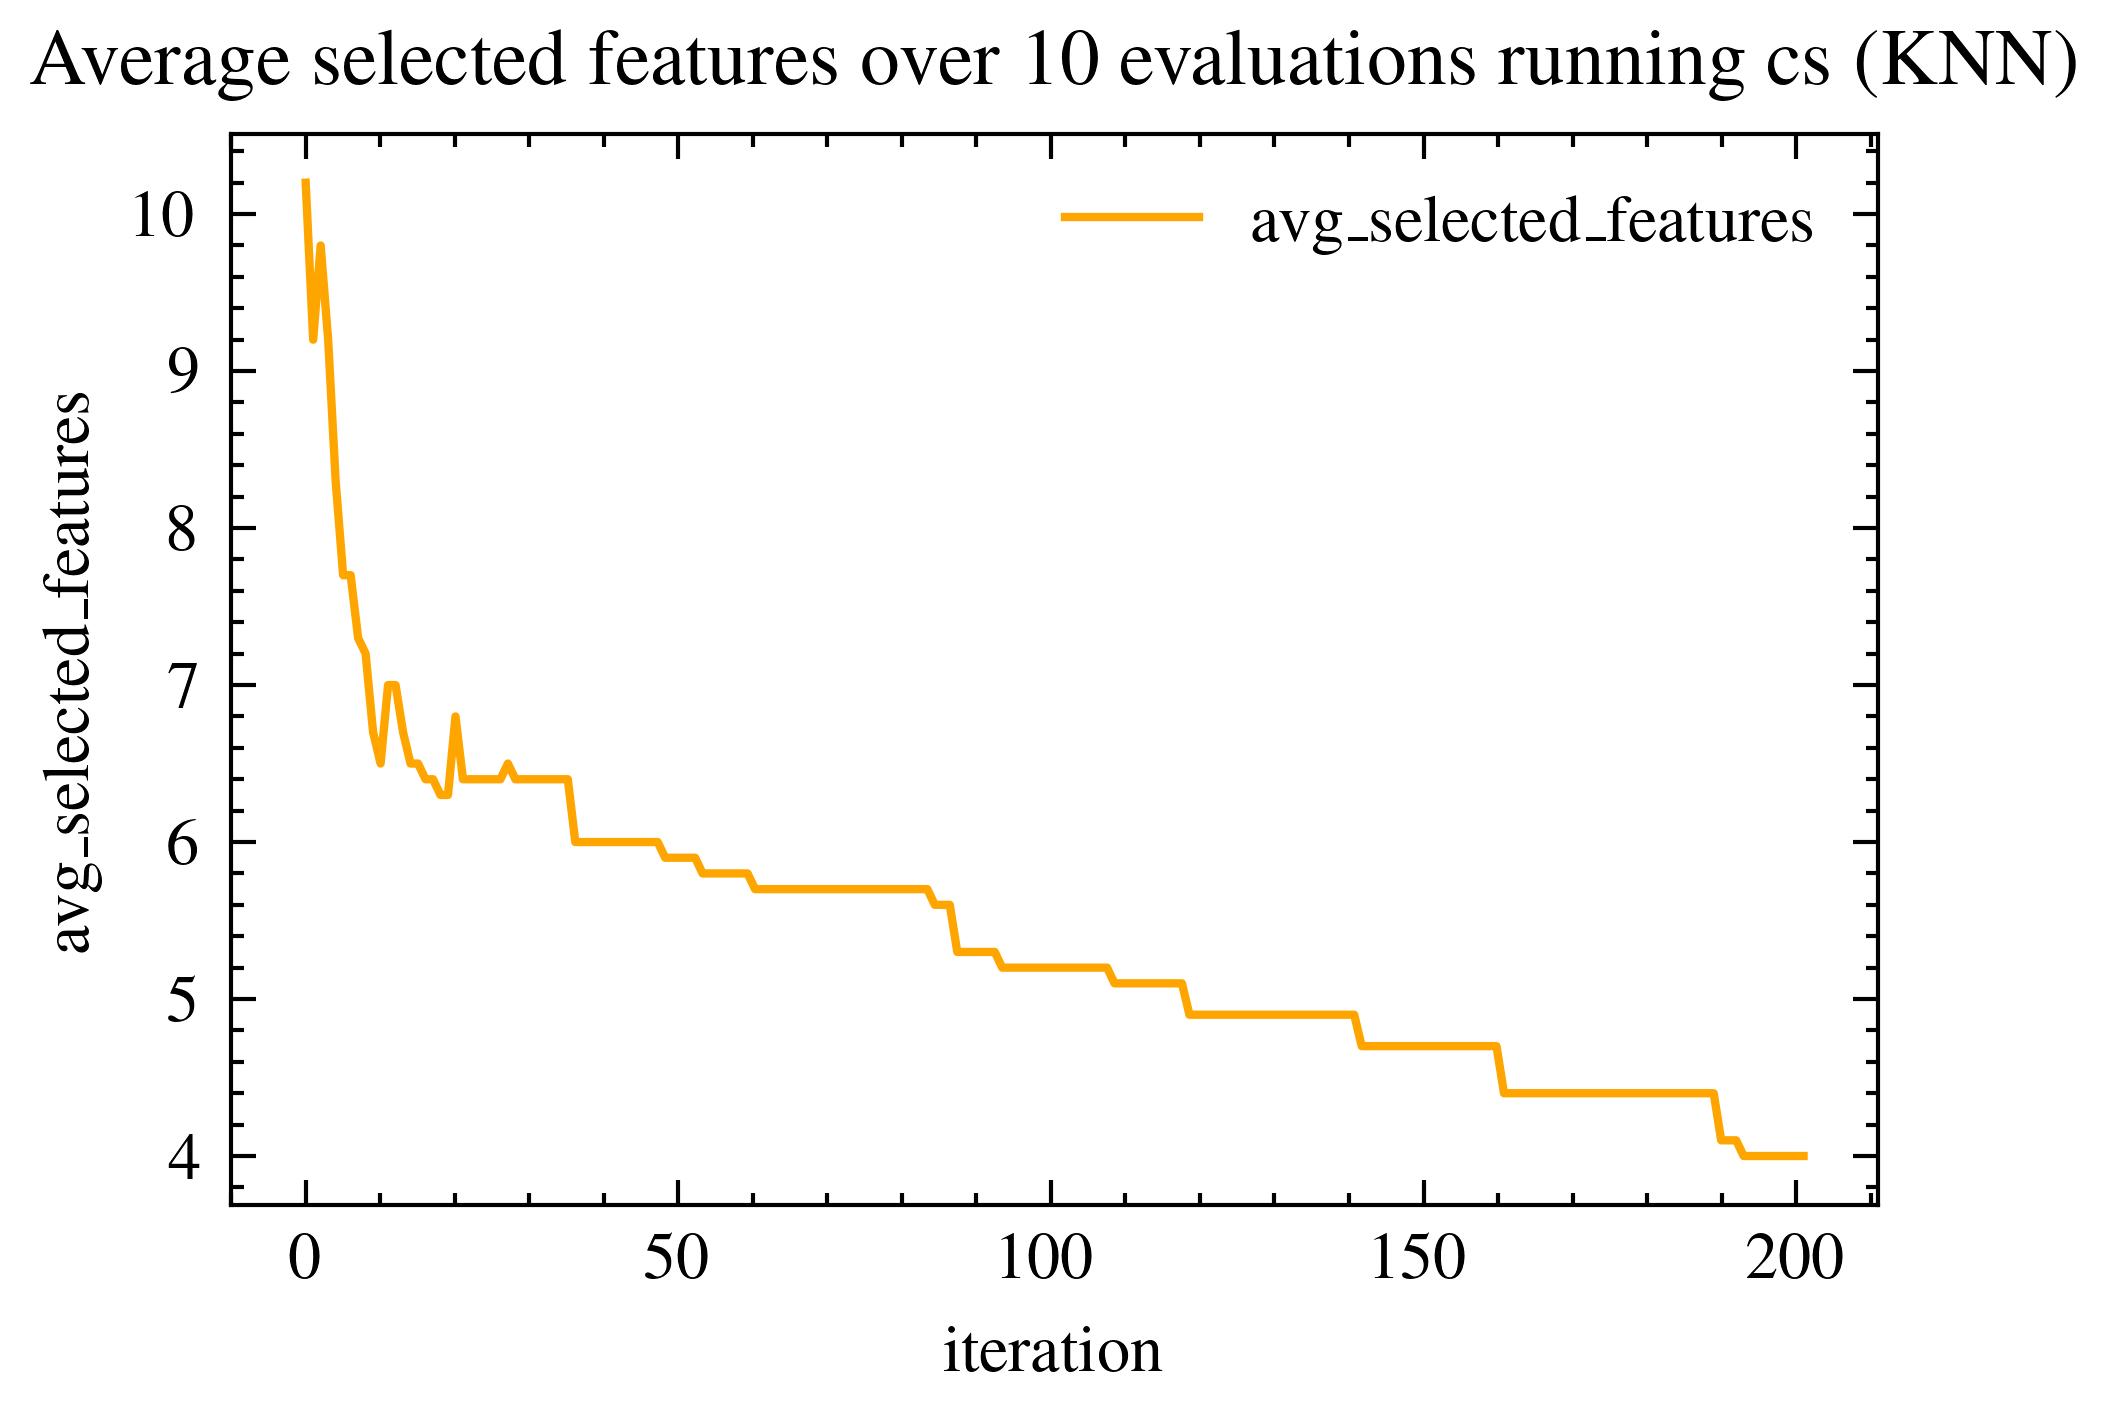 Average selected features over 10 evaluations running cs (KNN)
avg_selected_features
10
9
8
7
6
5
4
avg_selected_features
0 50 100 150 200
iteration